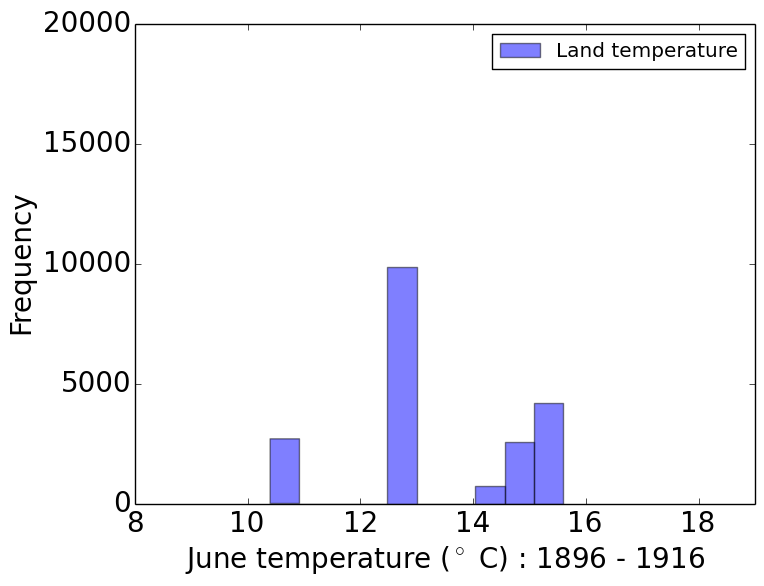 20000
Land temperature
15000
Frequency
10000
5000
0
8 10 12 14 16 18
June temperature (° C) : 1896 - 1916